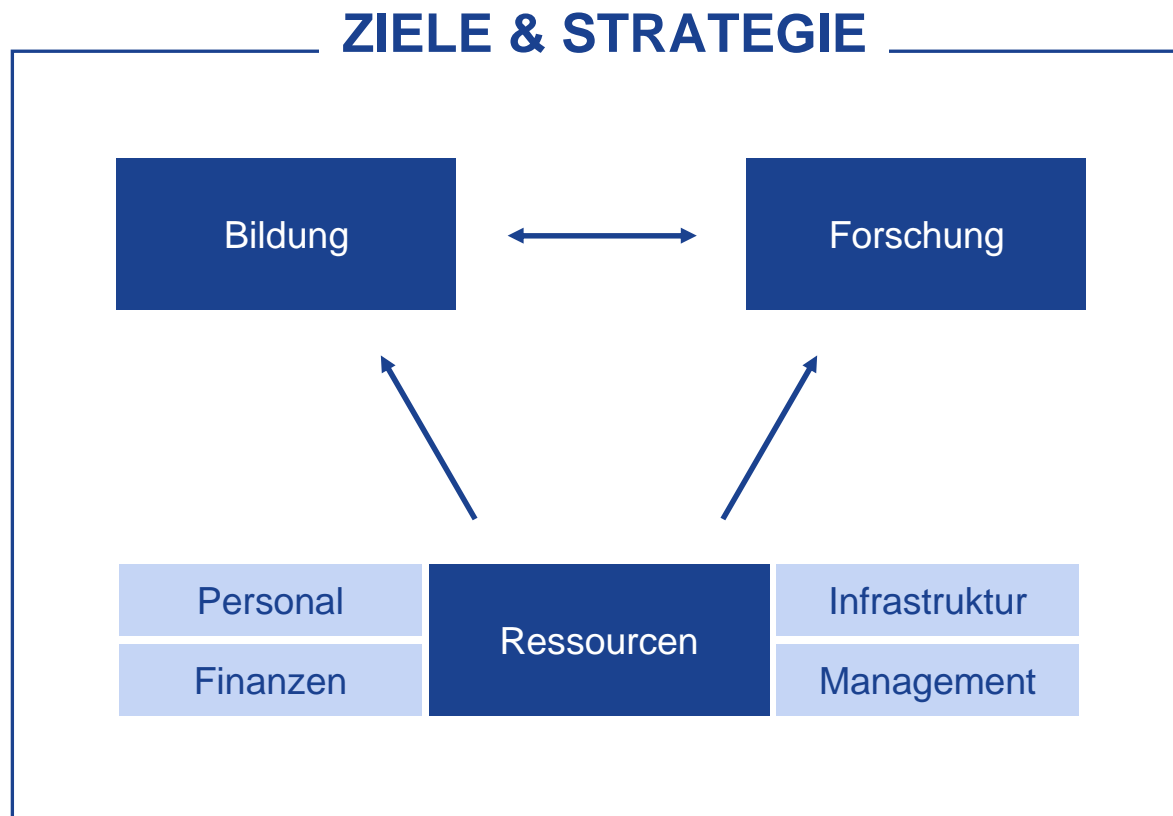 ZIELE & STRATEGIE
Bildung
Forschung
Personal
Finanzen
Ressourcen
Infrastruktur
Management